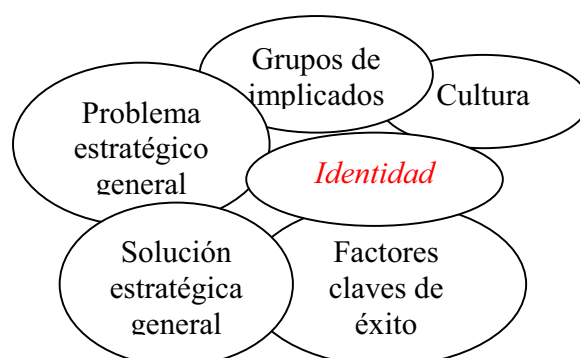 Grupos de
implicados
Cultura
Problema
estratégico
general
Identidad
Solución
estratégica
general
Factores
claves de
éxito